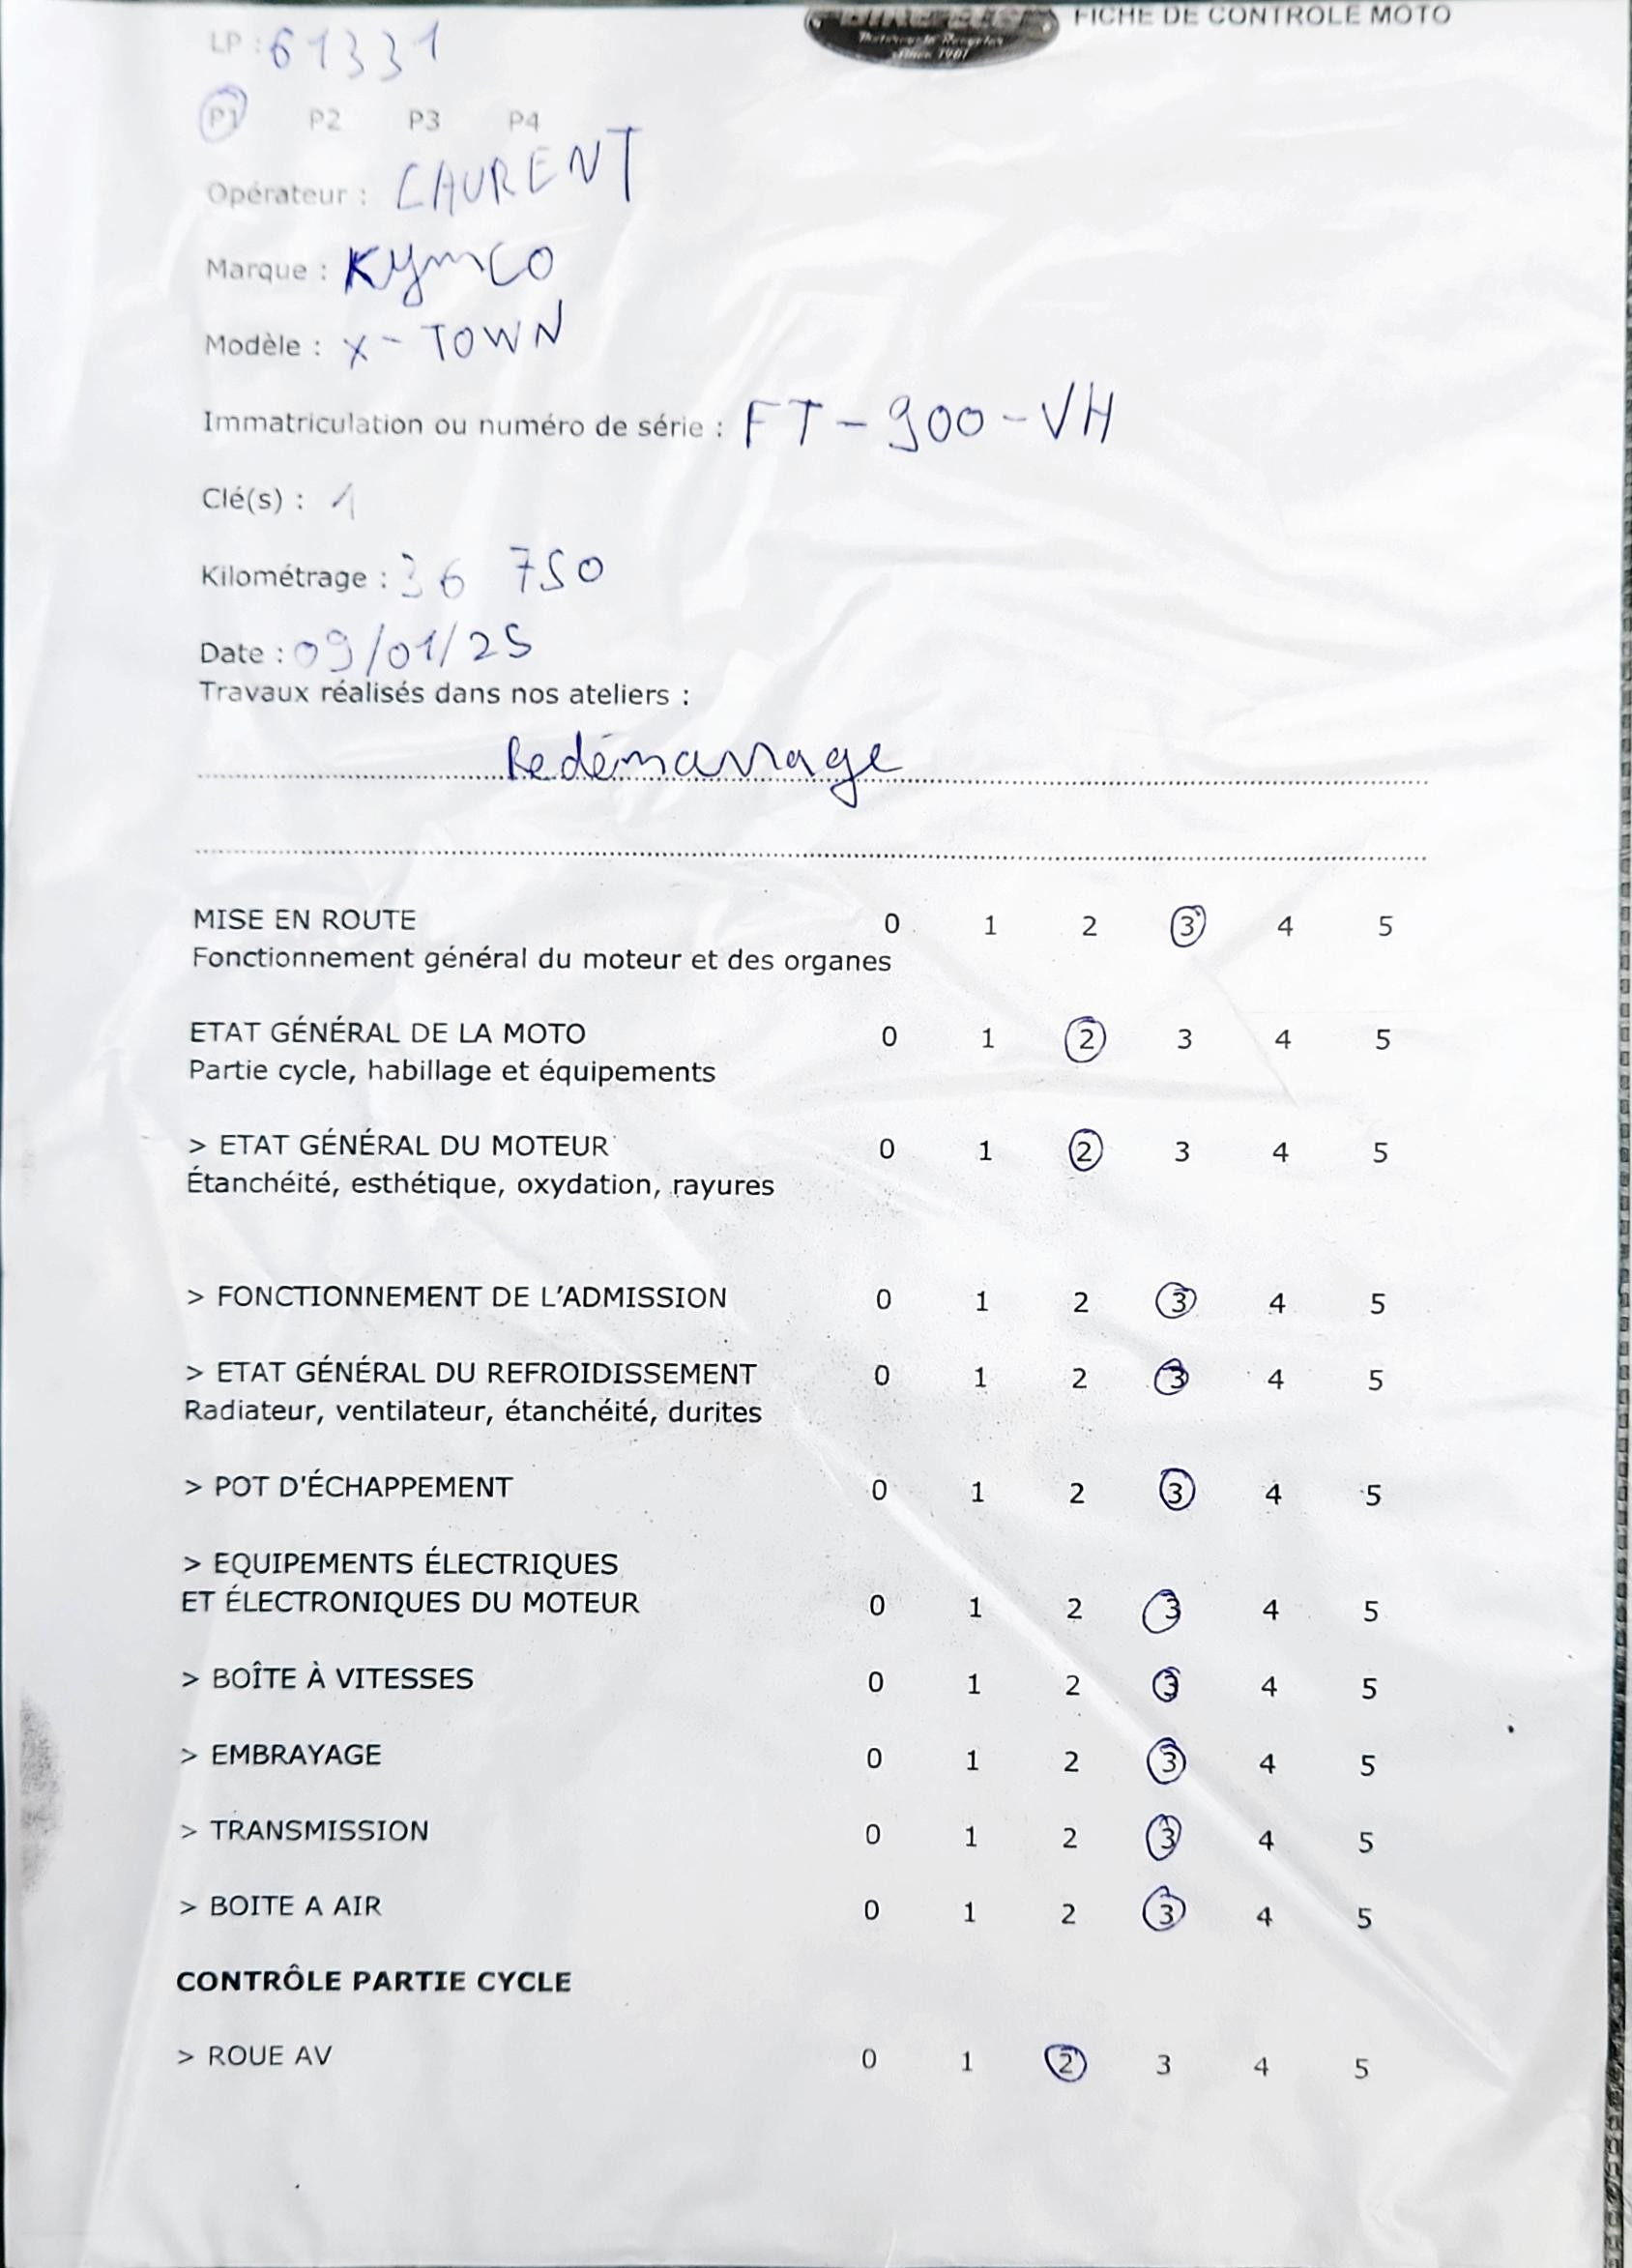 FICHE DE CONTROLE MOTO
Motorcycle Recycler
Since 1981
LP : 61331
P1 P2 P3 P4
Opérateur : LAURENT
Marque : Kymco
Modèle : X-TOWN
Immatriculation ou numéro de série : FT-900-VH
Clé(s) : 1
Kilométrage : 36 750
Date : 09/01/25
Travaux réalisés dans nos ateliers :
Redémarrage
MISE EN ROUTE 0 1 2 3 4 5
Fonctionnement général du moteur et des organes
ETAT GÉNÉRAL DE LA MOTO 0 1 2 3 4 5
Partie cycle, habillage et équipements
> ETAT GÉNÉRAL DU MOTEUR 0 1 2 3 4 5
Étanchéité, esthétique, oxydation, rayures
> FONCTIONNEMENT DE L'ADMISSION 0 1 2 3 4 5
> ETAT GÉNÉRAL DU REFROIDISSEMENT 0 1 2 3 4 5
Radiateur, ventilateur, étanchéité, durites
> POT D'ÉCHAPPEMENT 0 1 2 3 4 5
> EQUIPEMENTS ÉLECTRIQUES
ET ÉLECTRONIQUES DU MOTEUR 0 1 2 3 4 5
> BOÎTE À VITESSES 0 1 2 3 4 5
> EMBRAYAGE 0 1 2 3 4 5
> TRANSMISSION 0 1 2 3 4 5
> BOITE A AIR 0 1 2 3 4 5
CONTRÔLE PARTIE CYCLE
> ROUE AV 0 1 2 3 4 5